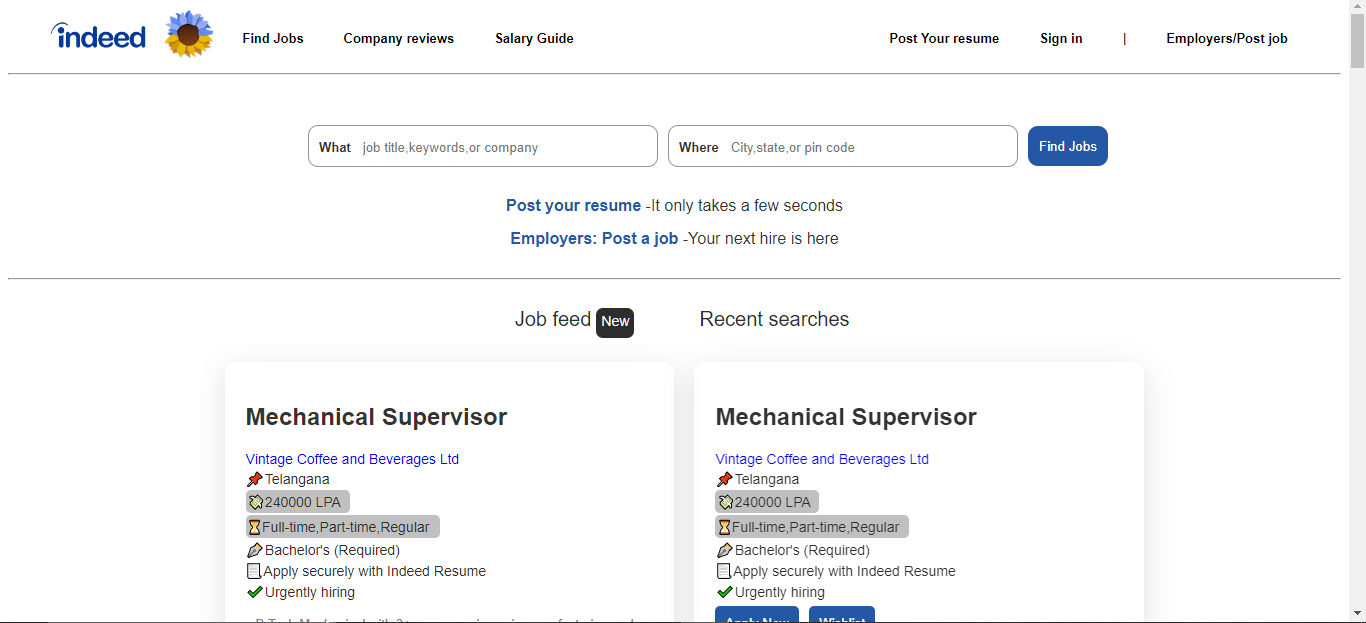 indeed Find Jobs Company reviews Salary Guide Post Your resume Sign in | Employers/Post job
What job title,keywords,or company Where City,state,or pin code Find Jobs
Post your resume -It only takes a few seconds
Employers: Post a job -Your next hire is here
Job feed New Recent searches
Mechanical Supervisor
Vintage Coffee and Beverages Ltd
Telangana
240000 LPA
Full-time,Part-time,Regular
Bachelor's (Required)
Apply securely with Indeed Resume
Urgently hiring
Mechanical Supervisor
Vintage Coffee and Beverages Ltd
Telangana
240000 LPA
Full-time,Part-time,Regular
Bachelor's (Required)
Apply securely with Indeed Resume
Urgently hiring
Apply Now Wishlist